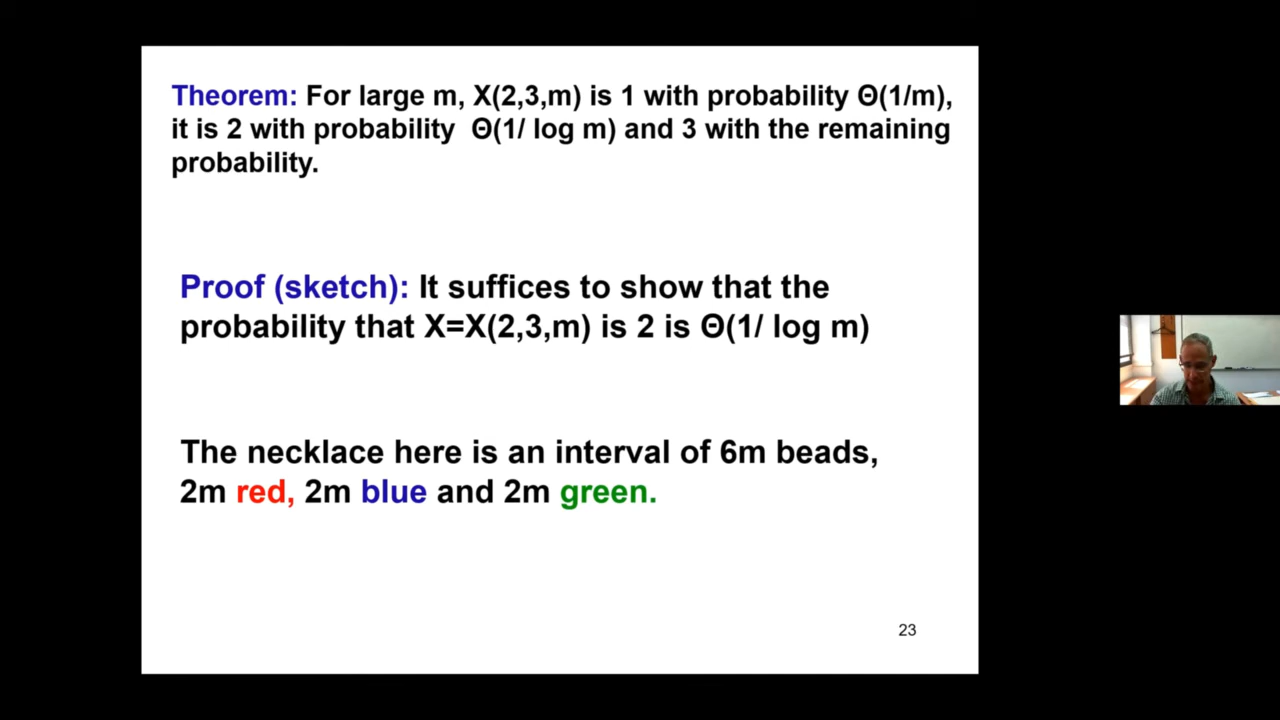 Theorem: For large m, X(2,3,m) is 1 with probability Θ(1/m),
it is 2 with probability Θ(1/ log m) and 3 with the remaining
probability.
Proof (sketch): It suffices to show that the
probability that X=X(2,3,m) is 2 is Θ(1/ log m)
The necklace here is an interval of 6m beads,
2m red, 2m blue and 2m green.
23